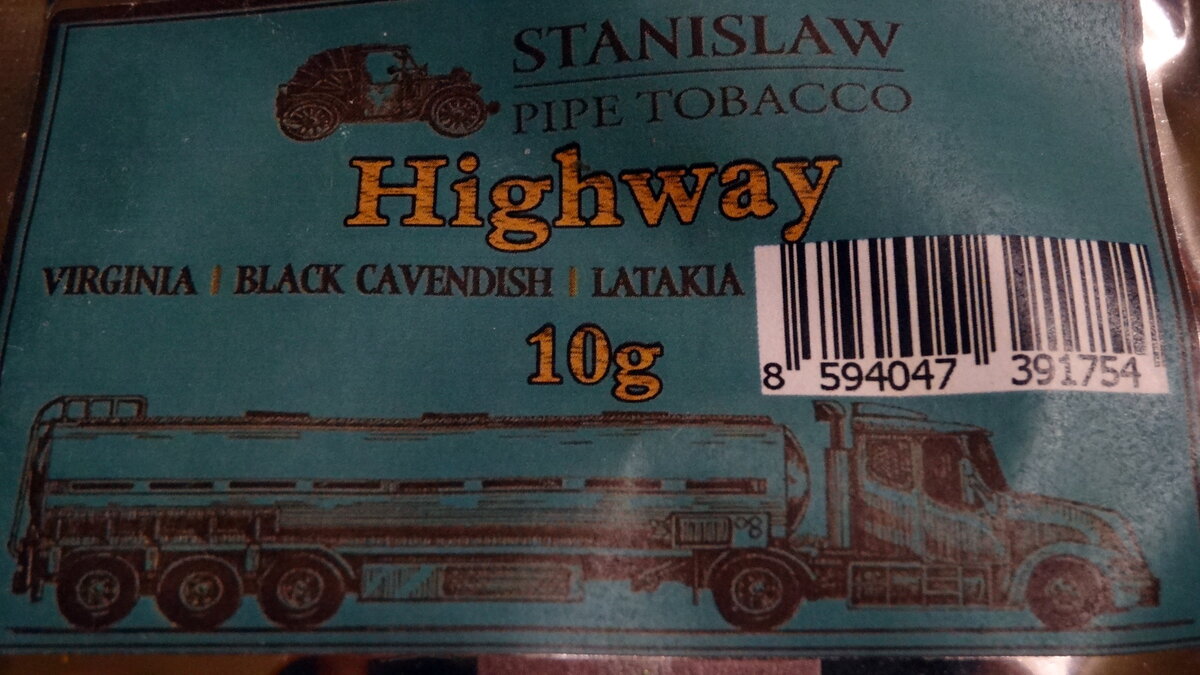 STANISLAW
PIPE TOBACCO
Highway
VIRGINIA | BLACK CAVENDISH | LATAKIA
10g
8 594047 391754